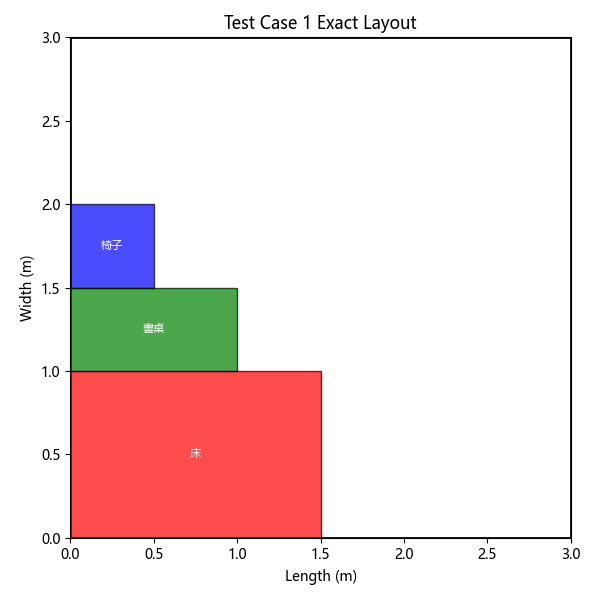 Test Case 1 Exact Layout
3.0
2.5
2.0
椅子
Width (m)
1.5
書桌
1.0
0.5
床
0.0
0.0 0.5 1.0 1.5 2.0 2.5 3.0
Length (m)